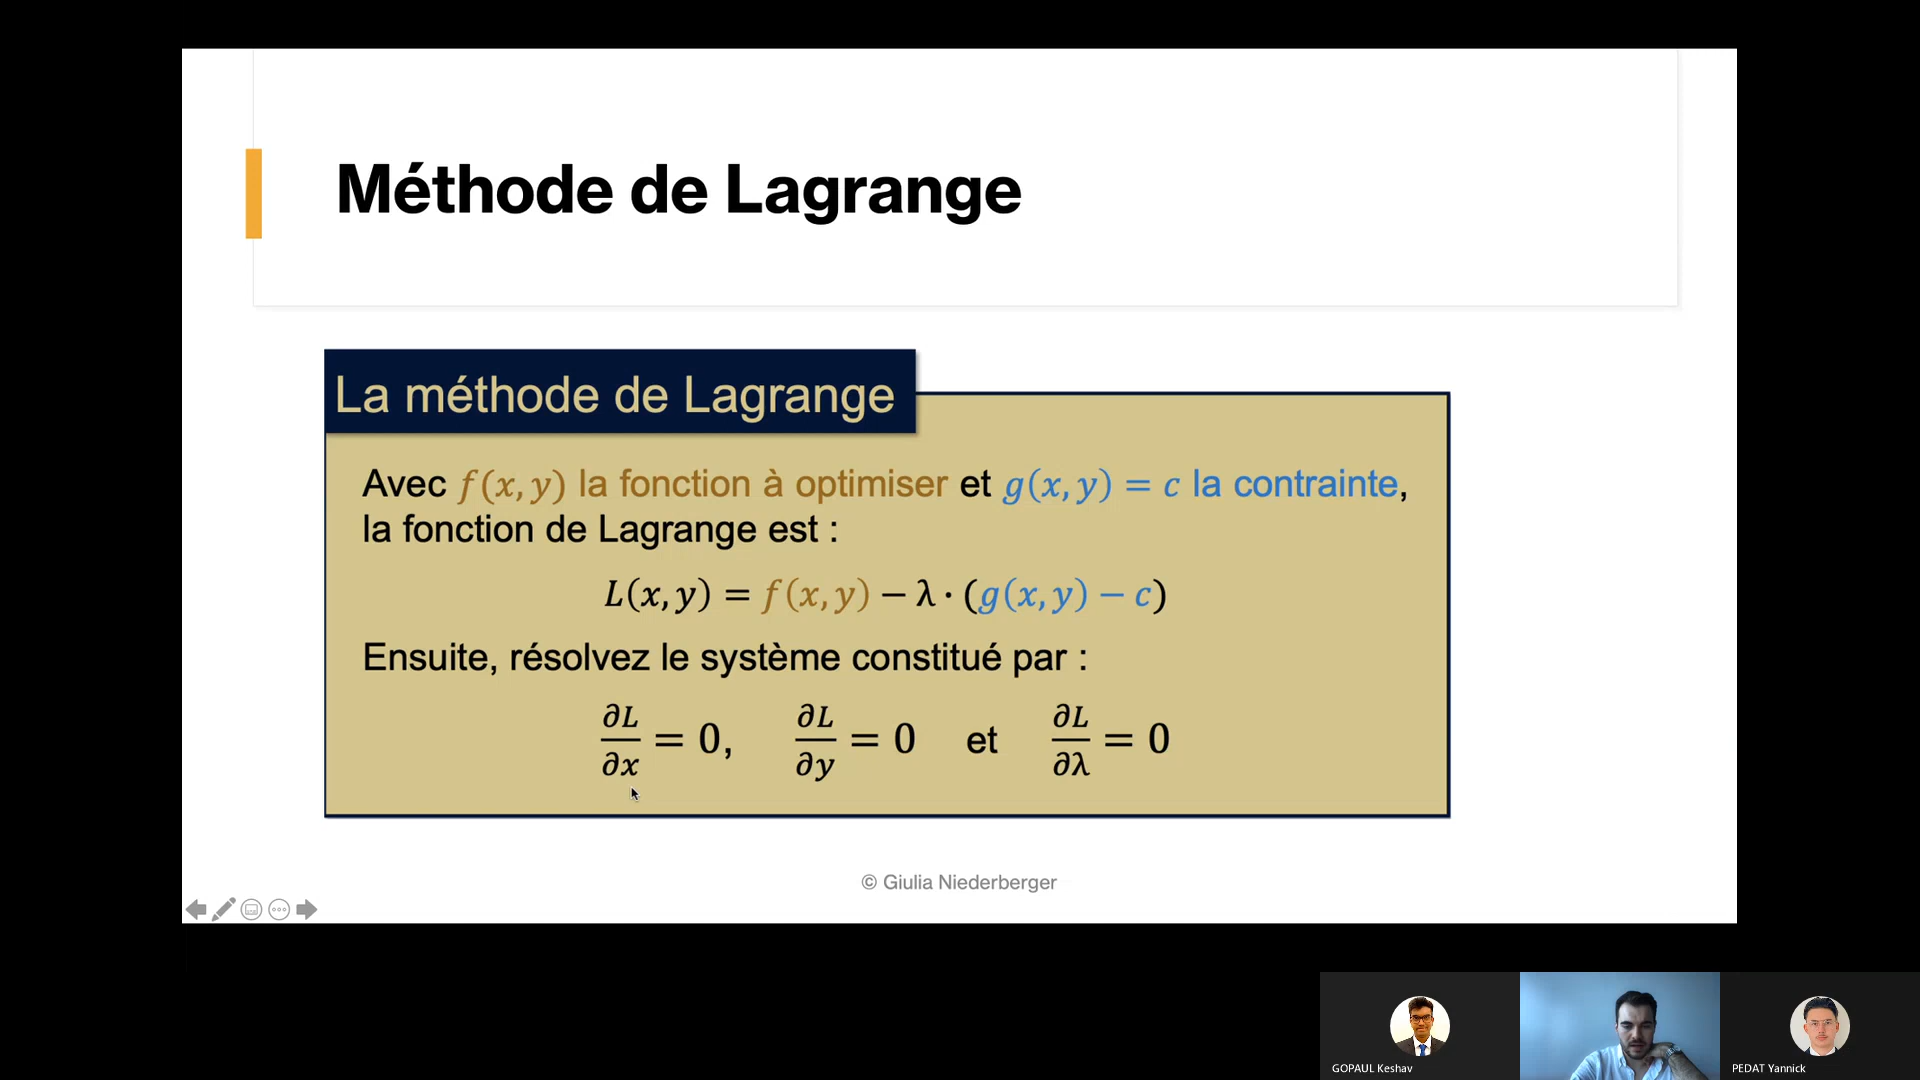 Méthode de Lagrange
La méthode de Lagrange
Avec f(x, y) la fonction à optimiser et g(x, y) = c la contrainte,
la fonction de Lagrange est :
L(x, y) = f(x, y) − λ · (g(x, y) − c)
Ensuite, résolvez le système constitué par :
∂L/∂x = 0, ∂L/∂y = 0 et ∂L/∂λ = 0
© Giulia Niederberger
GOPAUL Keshav
PEDAT Yannick